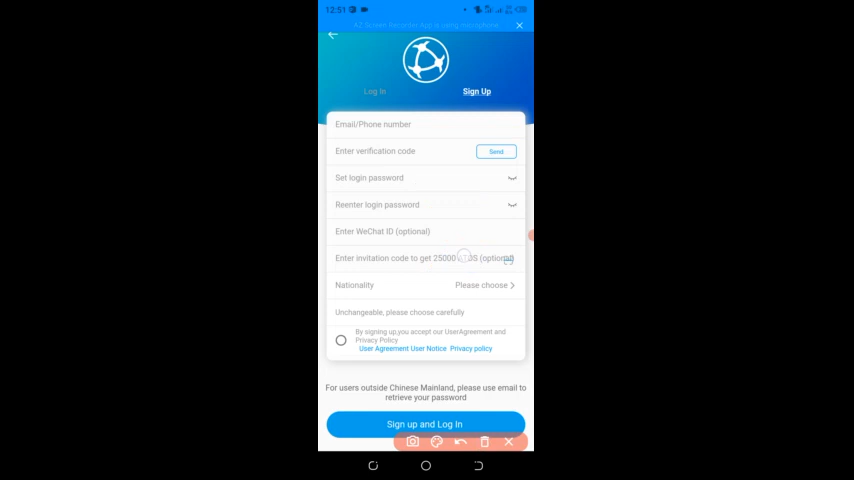 12:51
AZ Screen Recorder App is using microphone
Log In
Sign Up
Email/Phone number
Enter verification code
Send
Set login password
Reenter login password
Enter WeChat ID (optional)
Enter invitation code to get 25000 ATOS (optional)
Nationality
Please choose
Unchangeable, please choose carefully
By signing up,you accept our UserAgreement and
Privacy Policy
User Agreement User Notice Privacy policy
For users outside Chinese Mainland, please use email to
retrieve your password
Sign up and Log In